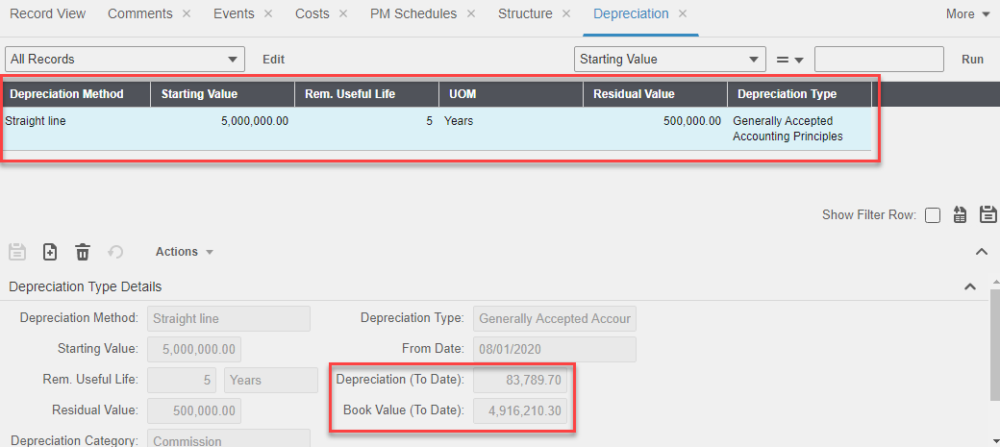 Record View Comments × Events × Costs × PM Schedules × Structure × Depreciation × More
All Records Edit Starting Value = Run
Depreciation Method Starting Value Rem. Useful Life UOM Residual Value Depreciation Type
Straight line 5,000,000.00 5 Years 500,000.00 Generally Accepted
Accounting Principles
Show Filter Row:
Actions
Depreciation Type Details
Depreciation Method: Straight line Depreciation Type: Generally Accepted Accour
Starting Value: 5,000,000.00 From Date: 08/01/2020
Rem. Useful Life: 5 Years Depreciation (To Date): 83,789.70
Residual Value: 500,000.00 Book Value (To Date): 4,916,210.30
Depreciation Category: Commission